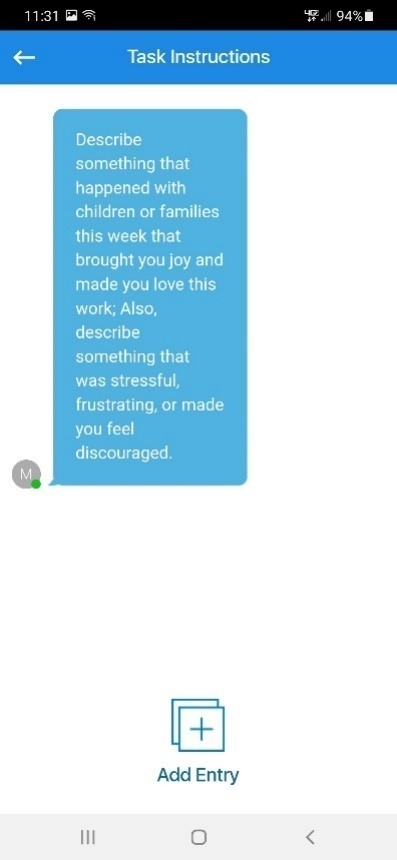 11:31 94%
Task Instructions
Describe
something that
happened with
children or families
this week that
brought you joy and
made you love this
work; Also,
describe
something that
was stressful,
frustrating, or made
you feel
discouraged.
M
Add Entry